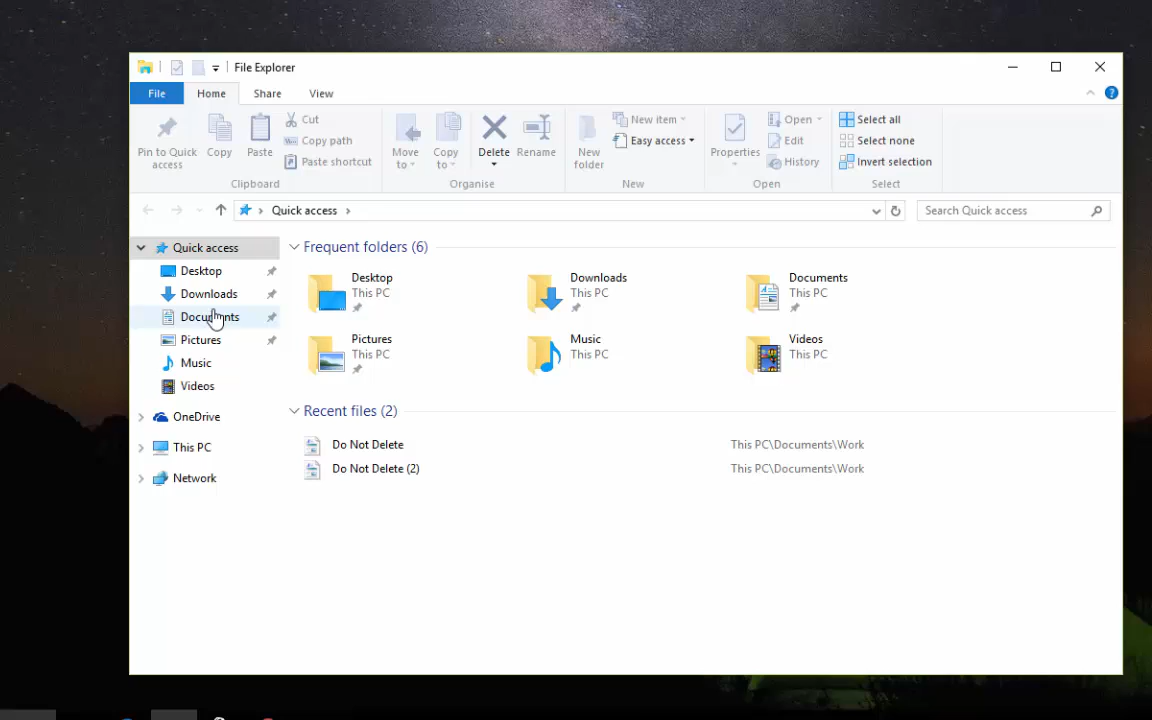 File Explorer
File Home Share View
Pin to Quick access
Copy
Paste
Cut
Copy path
Paste shortcut
Clipboard
Move to
Copy to
Delete
Rename
Organise
New folder
New item
Easy access
New
Properties
Open
Edit
History
Open
Select all
Select none
Invert selection
Select
Quick access
Search Quick access
Quick access
Desktop
Downloads
Documents
Pictures
Music
Videos
OneDrive
This PC
Network
Frequent folders (6)
Desktop
This PC
Downloads
This PC
Documents
This PC
Pictures
This PC
Music
This PC
Videos
This PC
Recent files (2)
Do Not Delete This PC\Documents\Work
Do Not Delete (2) This PC\Documents\Work